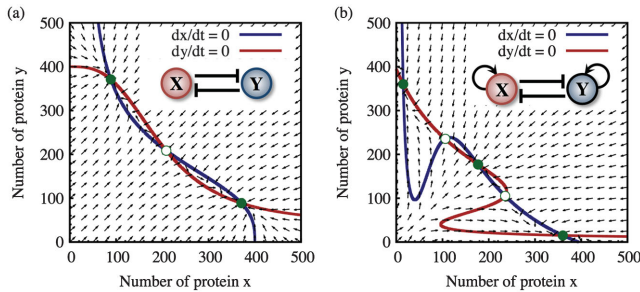 (a)
500
400
300
200
100
0
Number of protein y
dx/dt = 0
dy/dt = 0
X
Y
0 100 200 300 400 500
Number of protein x
(b)
500
400
300
200
100
0
Number of protein y
dx/dt = 0
dy/dt = 0
X
Y
0 100 200 300 400 500
Number of protein x